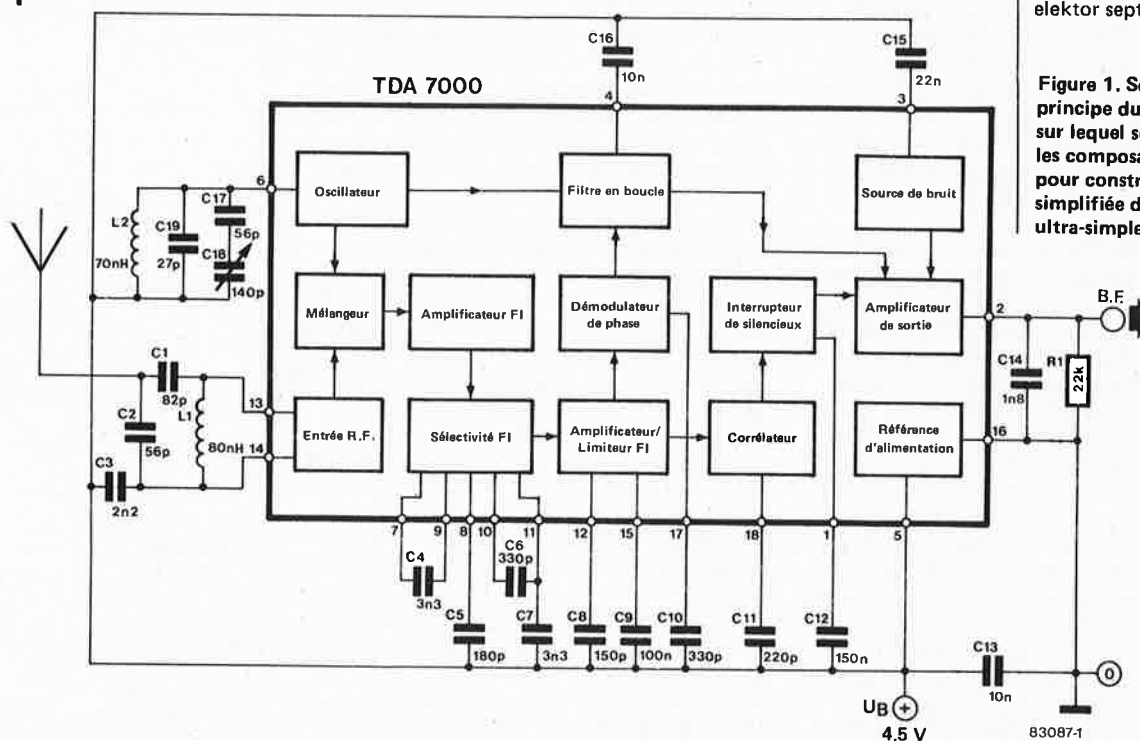 elektor sept
C16
10n
C15
22n
TDA 7000
4
3
Figure 1. Sc
principe du
sur lequel so
les composa
pour constr
simplifiée d
ultra-simple
6
Oscillateur
Filtre en boucle
Source de bruit
L2
70nH
C19
27p
C17
56p
C18
140p
Mélangeur
Amplificateur FI
Démodulateur
de phase
Interrupteur
de silencieux
Amplificateur
de sortie
2
B.F.
C14
1n8
R1
22k
C1
82p
C2
56p
L1
80nH
C3
2n2
13
14
Entrée R.F.
Sélectivité FI
Amplificateur/
Limiteur FI
Corrélateur
Référence
d'alimentation
16
7
9
8
10
11
12
15
17
18
1
5
C4
3n3
C6
330p
C5
180p
C7
3n3
C8
150p
C9
100n
C10
330p
C11
220p
C12
150n
C13
10n
0
UB +
4.5 V
83087-1